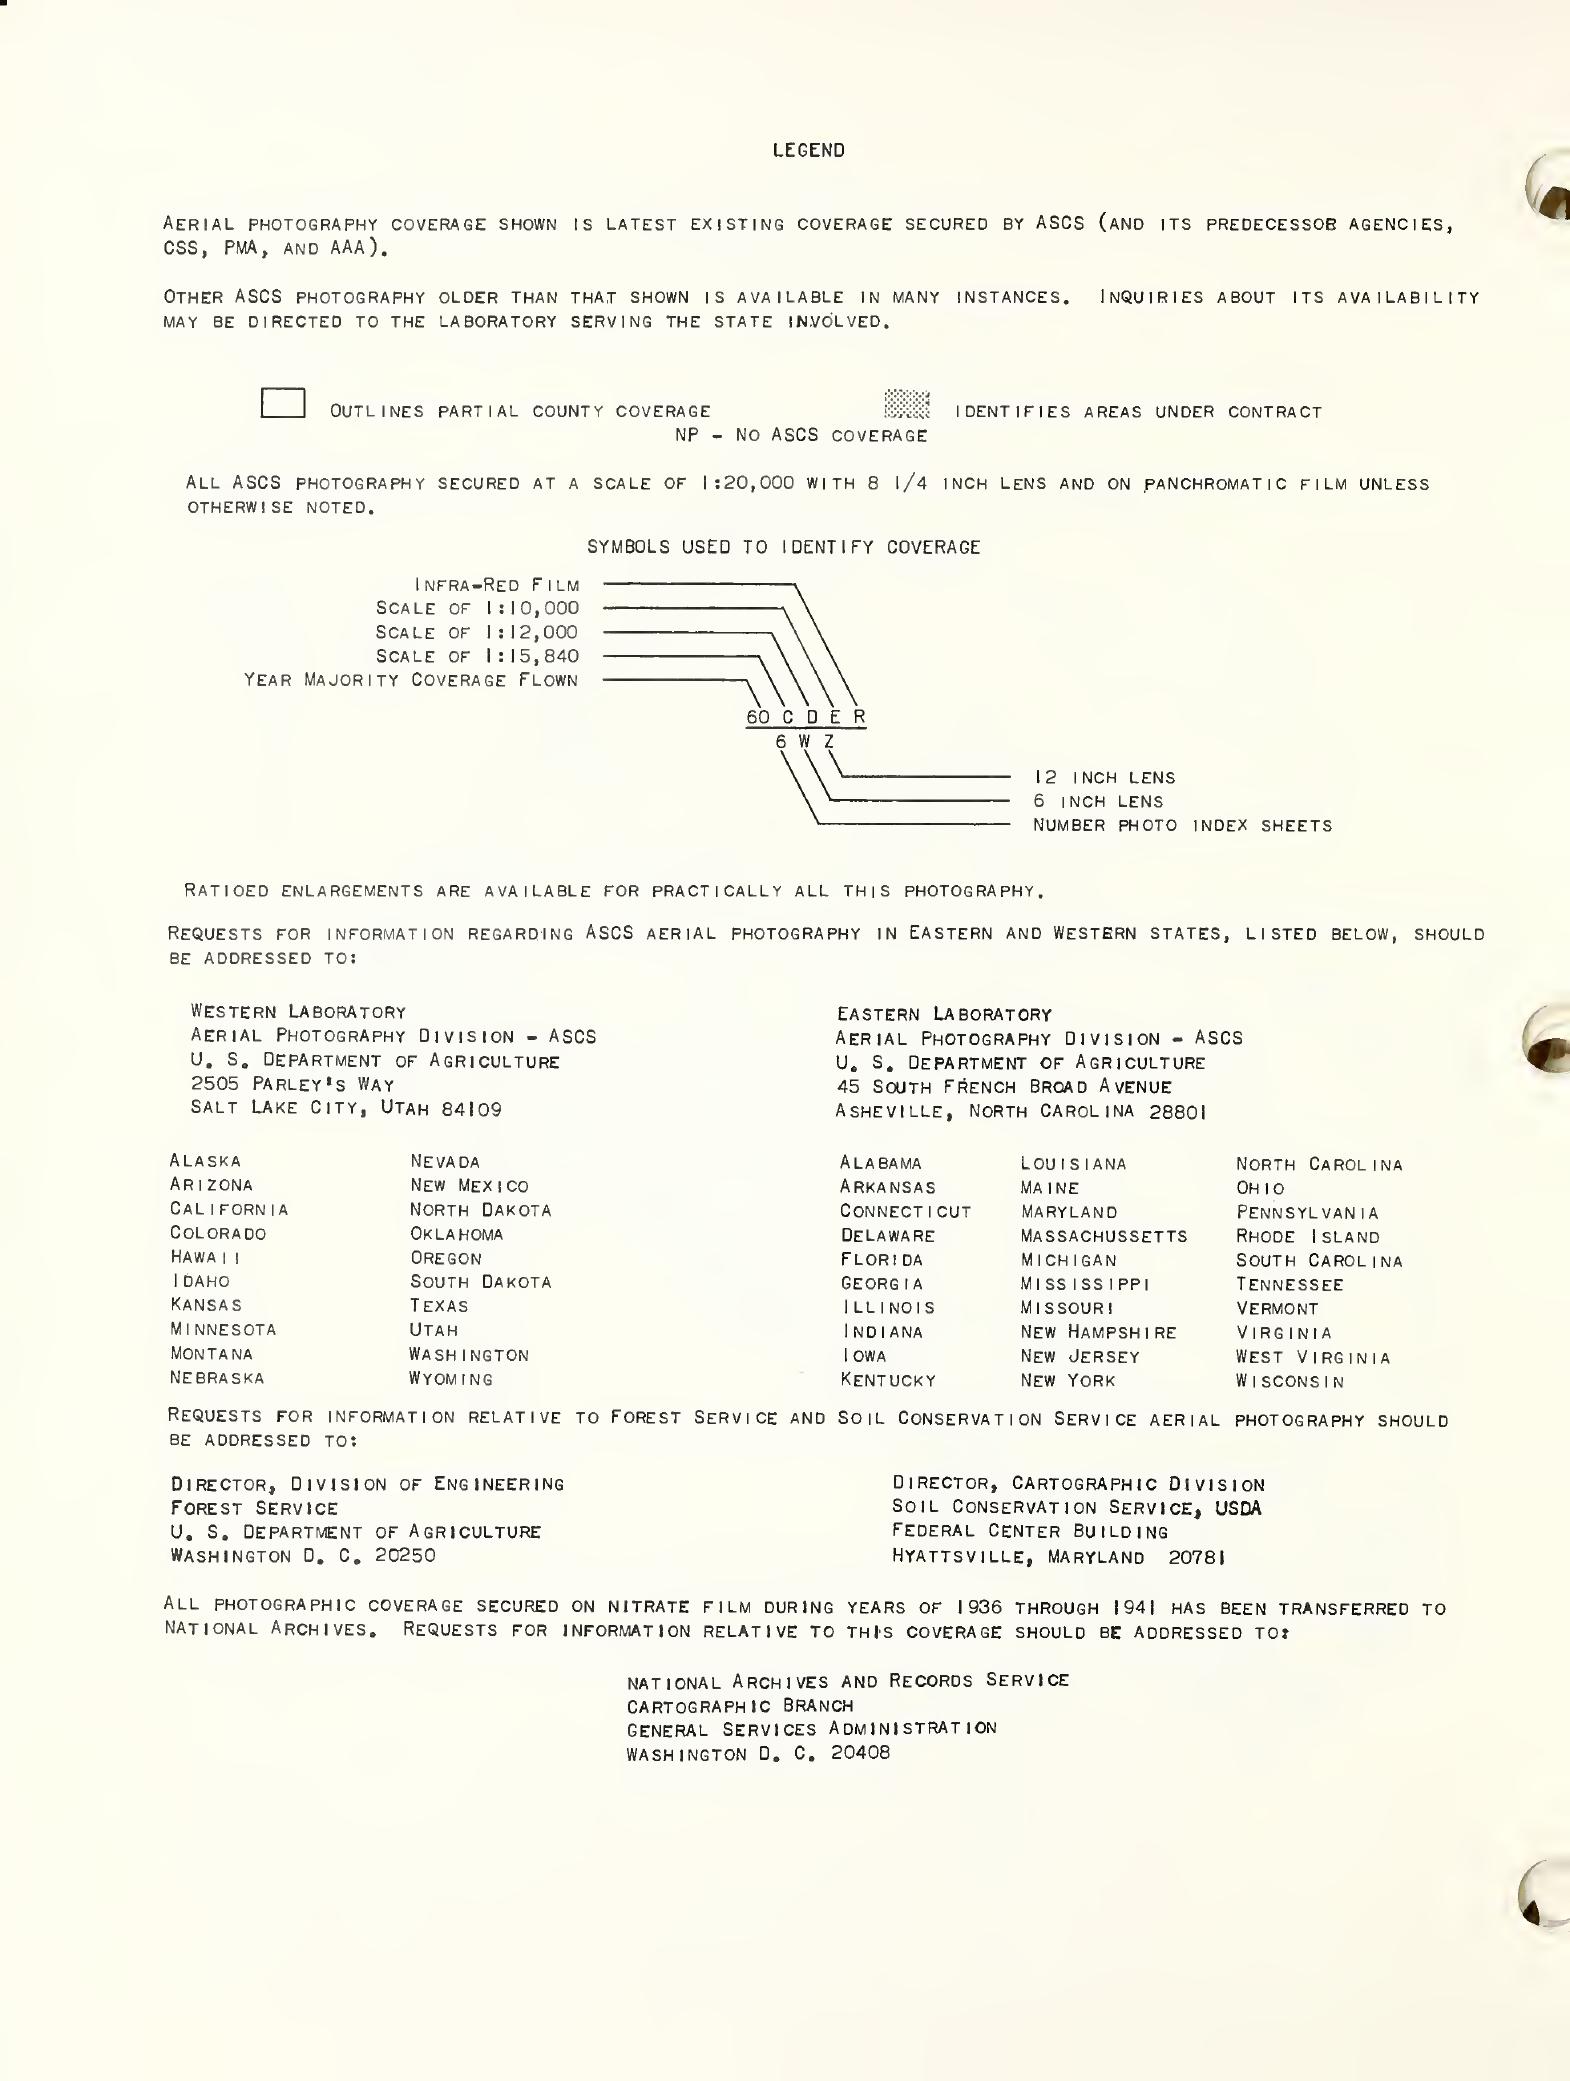 LEGEND
AERIAL PHOTOGRAPHY COVERAGE SHOWN IS LATEST EXISTING COVERAGE SECURED BY ASCS (AND ITS PREDECESSOR AGENCIES,
CSS, PMA, AND AAA).
OTHER ASCS PHOTOGRAPHY OLDER THAN THAT SHOWN IS AVAILABLE IN MANY INSTANCES. INQUIRIES ABOUT ITS AVAILABILITY
MAY BE DIRECTED TO THE LABORATORY SERVING THE STATE INVOLVED.
OUTLINES PARTIAL COUNTY COVERAGE IDENTIFIES AREAS UNDER CONTRACT
NP - NO ASCS COVERAGE
ALL ASCS PHOTOGRAPHY SECURED AT A SCALE OF 1:20,000 WITH 8 1/4 INCH LENS AND ON PANCHROMATIC FILM UNLESS
OTHERWISE NOTED.
SYMBOLS USED TO IDENTIFY COVERAGE
INFRA-RED FILM
SCALE OF 1:10,000
SCALE OF 1:12,000
SCALE OF 1:15,840
YEAR MAJORITY COVERAGE FLOWN
60 C D E R
6 W Z
12 INCH LENS
6 INCH LENS
NUMBER PHOTO INDEX SHEETS
RATIOED ENLARGEMENTS ARE AVAILABLE FOR PRACTICALLY ALL THIS PHOTOGRAPHY.
REQUESTS FOR INFORMATION REGARDING ASCS AERIAL PHOTOGRAPHY IN EASTERN AND WESTERN STATES, LISTED BELOW, SHOULD
BE ADDRESSED TO:
WESTERN LABORATORY
AERIAL PHOTOGRAPHY DIVISION - ASCS
U. S. DEPARTMENT OF AGRICULTURE
2505 PARLEY'S WAY
SALT LAKE CITY, UTAH 84109
EASTERN LABORATORY
AERIAL PHOTOGRAPHY DIVISION - ASCS
U. S. DEPARTMENT OF AGRICULTURE
45 SOUTH FRENCH BROAD AVENUE
ASHEVILLE, NORTH CAROLINA 28801
ALASKA NEVADA
ARIZONA NEW MEXICO
CALIFORNIA NORTH DAKOTA
COLORADO OKLAHOMA
HAWAII OREGON
IDAHO SOUTH DAKOTA
KANSAS TEXAS
MINNESOTA UTAH
MONTANA WASHINGTON
NEBRASKA WYOMING
ALABAMA LOUISIANA NORTH CAROLINA
ARKANSAS MAINE OHIO
CONNECTICUT MARYLAND PENNSYLVANIA
DELAWARE MASSACHUSSETTS RHODE ISLAND
FLORIDA MICHIGAN SOUTH CAROLINA
GEORGIA MISSISSIPPI TENNESSEE
ILLINOIS MISSOURI VERMONT
INDIANA NEW HAMPSHIRE VIRGINIA
IOWA NEW JERSEY WEST VIRGINIA
KENTUCKY NEW YORK WISCONSIN
REQUESTS FOR INFORMATION RELATIVE TO FOREST SERVICE AND SOIL CONSERVATION SERVICE AERIAL PHOTOGRAPHY SHOULD
BE ADDRESSED TO:
DIRECTOR, DIVISION OF ENGINEERING
FOREST SERVICE
U. S. DEPARTMENT OF AGRICULTURE
WASHINGTON D. C. 20250
DIRECTOR, CARTOGRAPHIC DIVISION
SOIL CONSERVATION SERVICE, USDA
FEDERAL CENTER BUILDING
HYATTSVILLE, MARYLAND 20781
ALL PHOTOGRAPHIC COVERAGE SECURED ON NITRATE FILM DURING YEARS OF 1936 THROUGH 1941 HAS BEEN TRANSFERRED TO
NATIONAL ARCHIVES. REQUESTS FOR INFORMATION RELATIVE TO THIS COVERAGE SHOULD BE ADDRESSED TO:
NATIONAL ARCHIVES AND RECORDS SERVICE
CARTOGRAPHIC BRANCH
GENERAL SERVICES ADMINISTRATION
WASHINGTON D. C. 20408